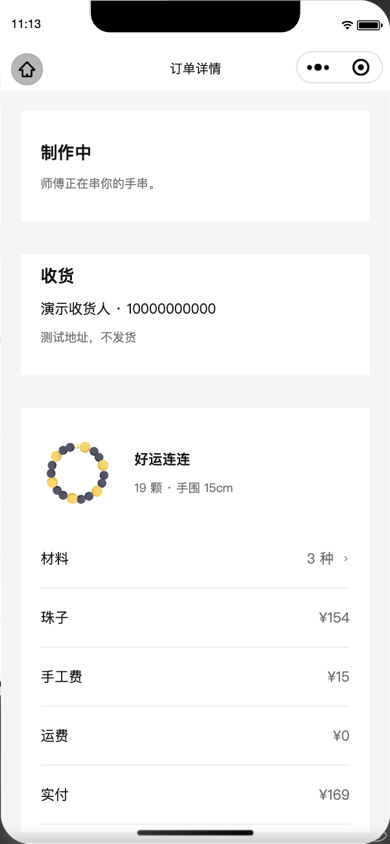 11:13
订单详情
制作中
师傅正在串你的手串。
收货
演示收货人 · 10000000000
测试地址，不发货
好运连连
19 颗 · 手围 15cm
材料 3 种 ›
珠子 ¥154
手工费 ¥15
运费 ¥0
实付 ¥169